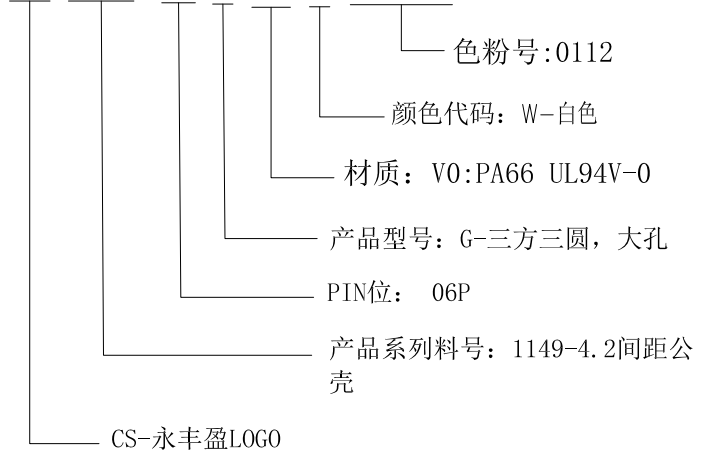 色粉号:0112
颜色代码：W-白色
材质：V0:PA66 UL94V-0
产品型号：G-三方三圆，大孔
PIN位： 06P
产品系列料号：1149-4.2间距公
壳
CS-永丰盈LOGO